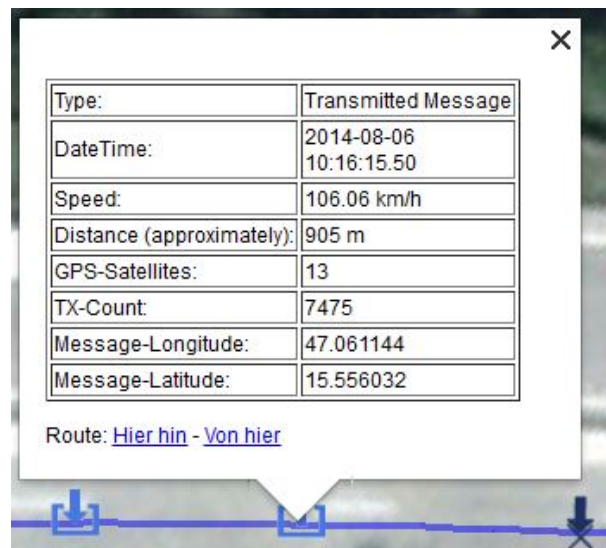 Type: Transmitted Message
DateTime: 2014-08-06
10:16:15.50
Speed: 106.06 km/h
Distance (approximately): 905 m
GPS-Satellites: 13
TX-Count: 7475
Message-Longitude: 47.061144
Message-Latitude: 15.556032
Route: Hier hin - Von hier